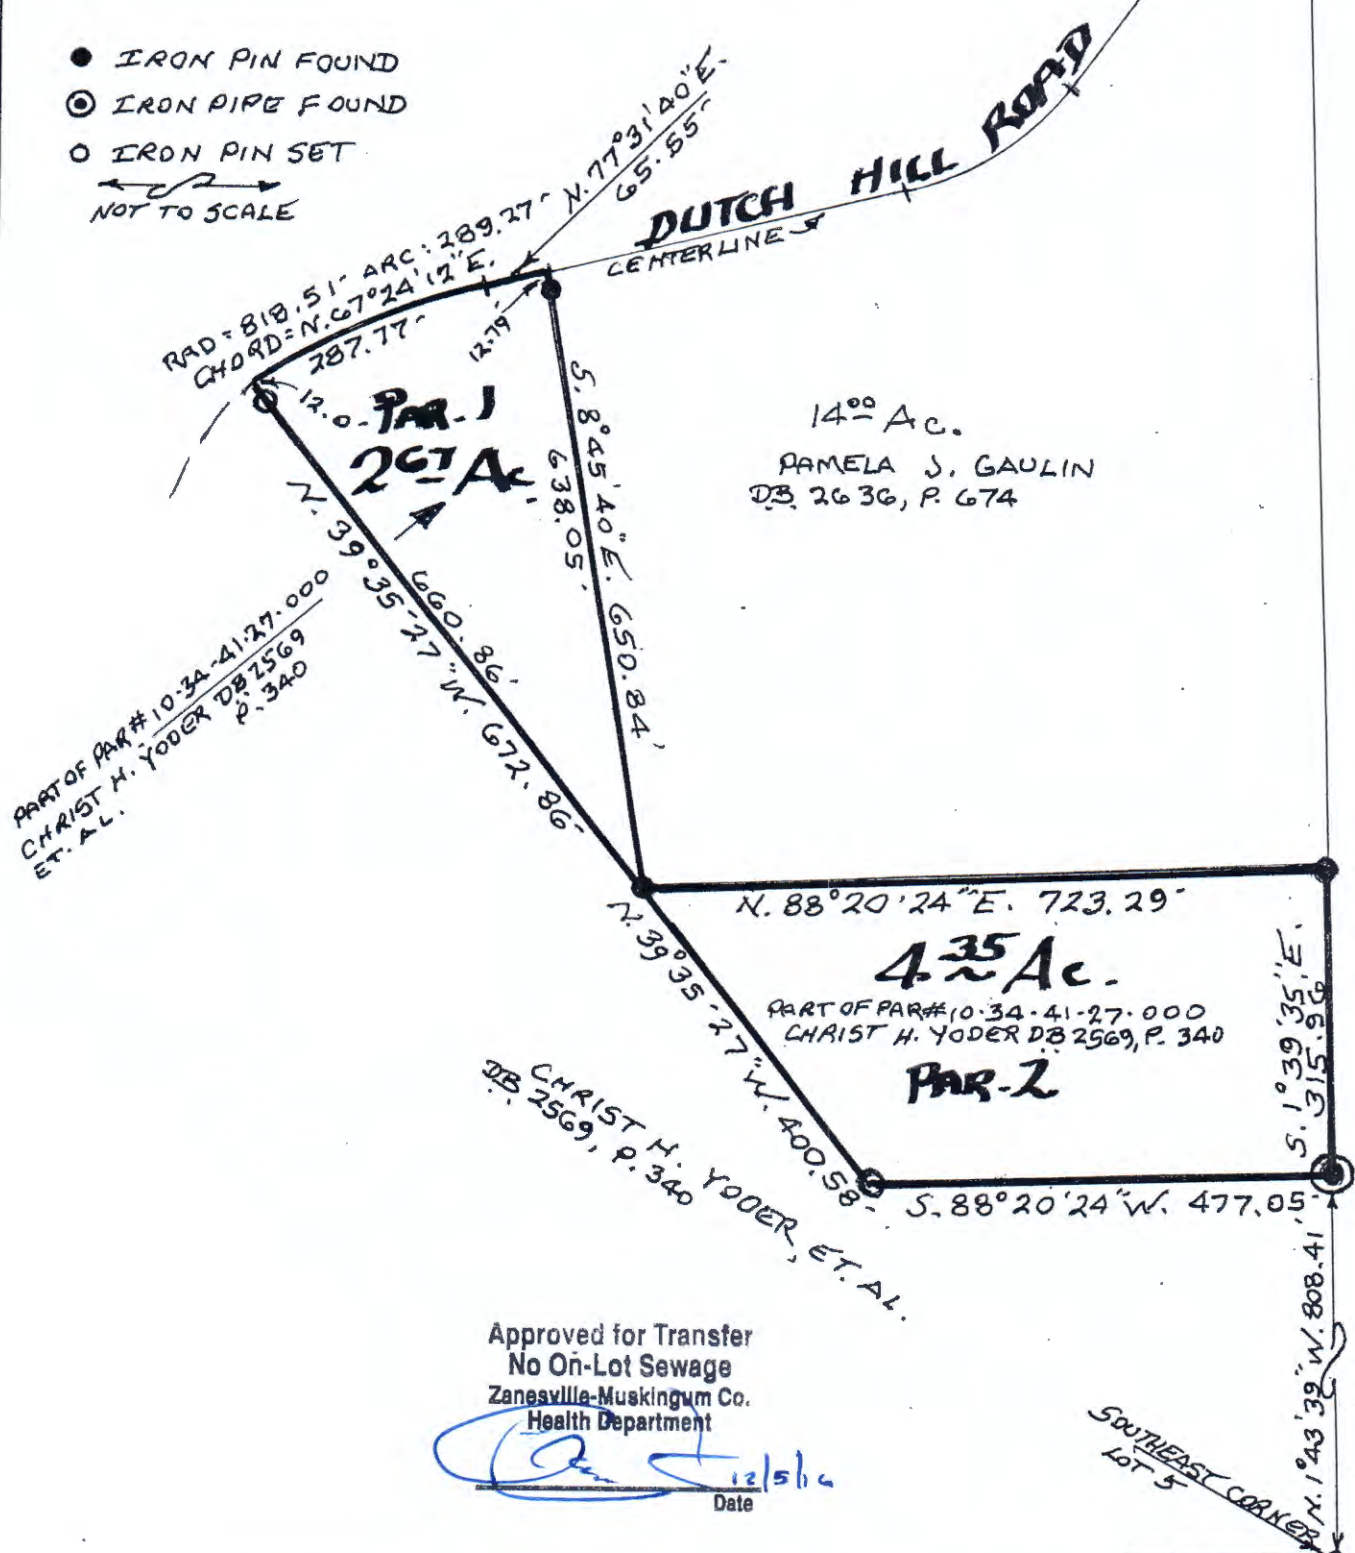 IRON PIN FOUND
IRON PIPE FOUND
IRON PIN SET
NOT TO SCALE
RAD = 818.51' ARC: 289.27'
CHORD = N. 67°24'12"E.
287.77'
N. 77°31'40"E.
65.55'
DUTCH HILL ROAD
CENTERLINE
12.79'
12.0
PAR-1
2 67 Ac.
S. 8°45'40"E. 650.84'
638.05'
14 00 Ac.
PAMELA J. GAULIN
DB. 2636, P. 674
N. 39°35'27"W. 672.86'
660.86'
PART OF PAR# 10-34-41-27-000
CHRIST H. YODER DB 2569
ET. AL. P. 340
N. 88°20'24"E. 723.29'
4 35 Ac.
PART OF PAR# 10-34-41-27-000
CHRIST H. YODER DB 2569, P. 340
PAR-2
S. 1°39'35"E.
315.96
N. 39°35'27"W. 400.58'
S. 88°20'24"W. 477.05'
CHRIST H. YODER, ET. AL.
DB. 2569, P. 340
N. 1°43'39"W. 808.41'
Approved for Transfer
No On-Lot Sewage
Zanesville-Muskingum Co.
Health Department
12/5/16
Date
SOUTHEAST CORNER
LOT 5